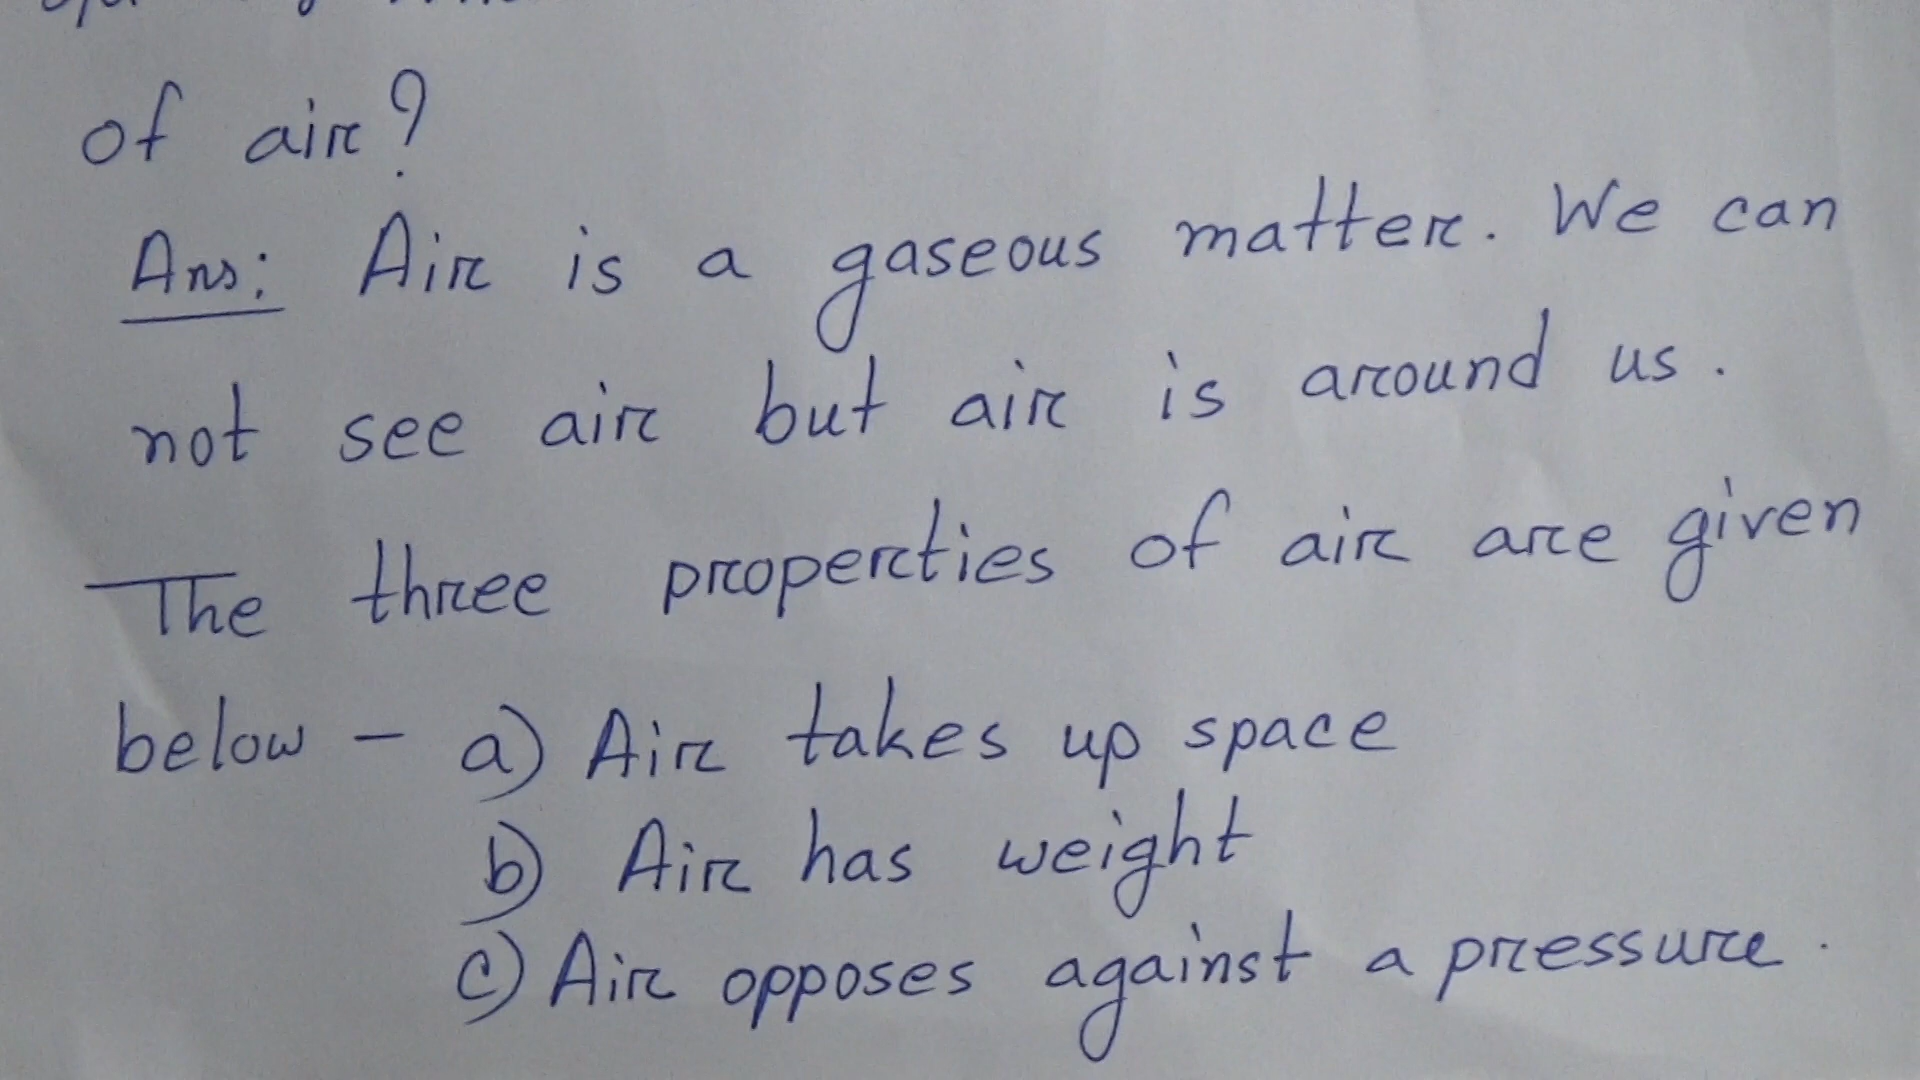 of air?
Ans: Air is a gaseous matter. We can
not see air but air is around us.
The three properties of air are given
below - a) Air takes up space
b) Air has weight
c) Air opposes against a pressure.